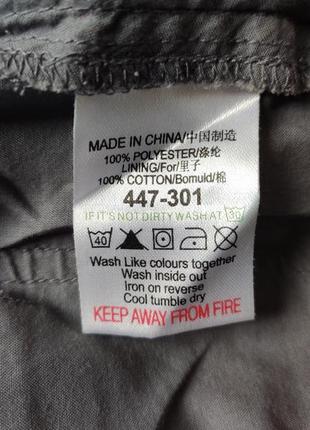 MADE IN CHINA/中国制造
100% POLYESTER/涤纶
LINING/For/里子
100% COTTON/Bomuld/棉
447-301
IF IT'S NOT DIRTY WASH AT 30
40
Wash Like colours together
Wash inside out
Iron on reverse
Cool tumble dry
KEEP AWAY FROM FIRE